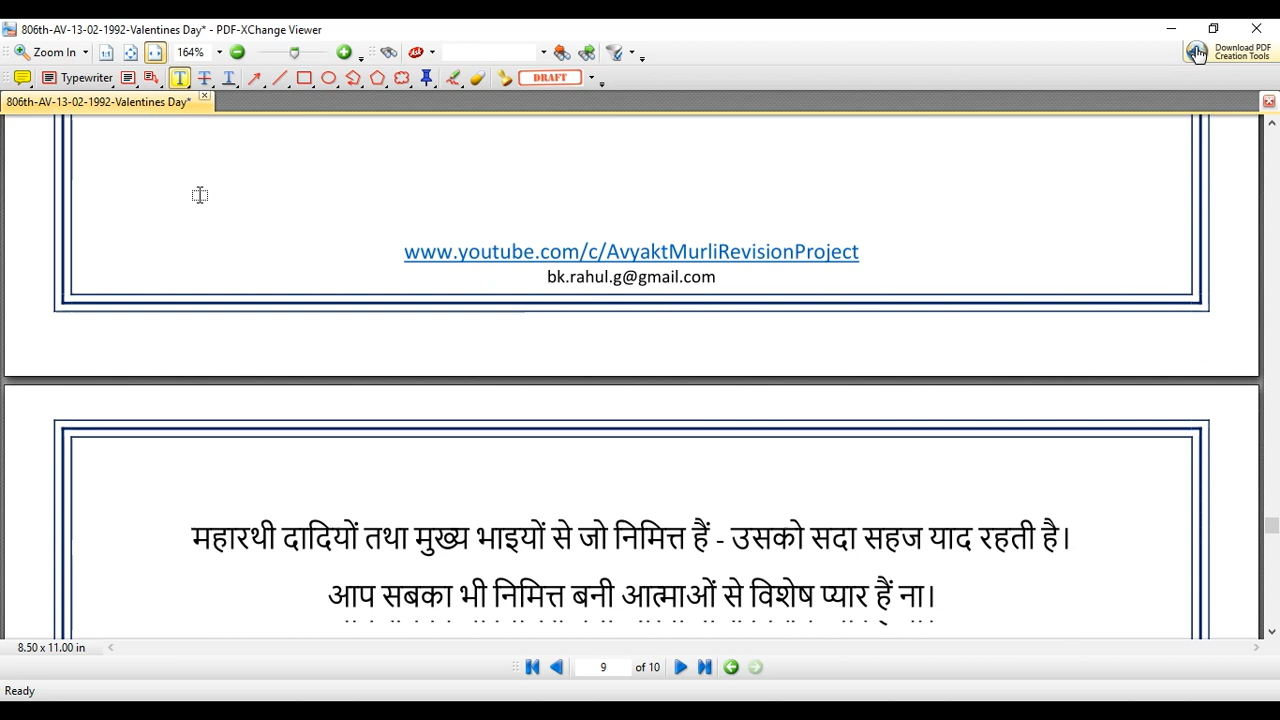 806th-AV-13-02-1992-Valentines Day* - PDF-XChange Viewer
Zoom In 164% Download PDF Creation Tools
Typewriter DRAFT
806th-AV-13-02-1992-Valentines Day*
www.youtube.com/c/AvyaktMurliRevisionProject
bk.rahul.g@gmail.com
महारथी दादियों तथा मुख्य भाइयों से जो निमित्त हैं - उसको सदा सहज याद रहती है।
आप सबका भी निमित्त बनी आत्माओं से विशेष प्यार हैं ना।
8.50 x 11.00 in
9 of 10
Ready